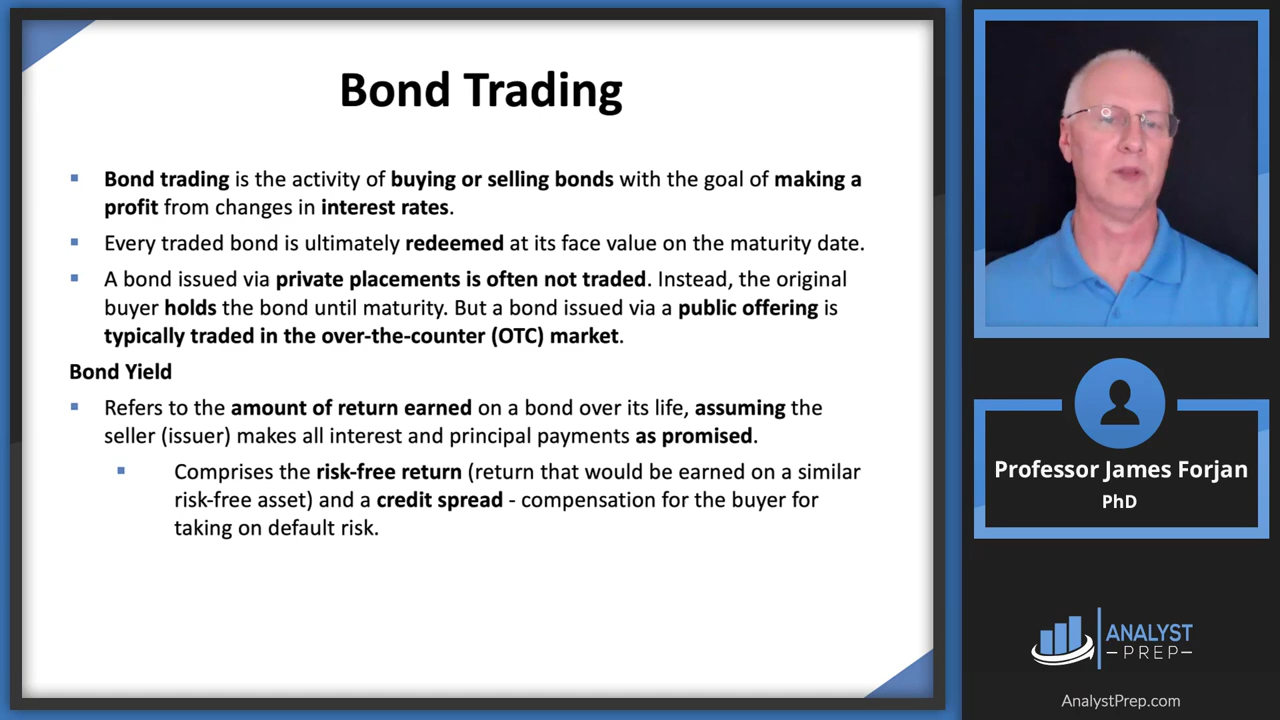 Bond Trading
▪ Bond trading is the activity of buying or selling bonds with the goal of making a
profit from changes in interest rates.
▪ Every traded bond is ultimately redeemed at its face value on the maturity date.
▪ A bond issued via private placements is often not traded. Instead, the original
buyer holds the bond until maturity. But a bond issued via a public offering is
typically traded in the over-the-counter (OTC) market.
Bond Yield
▪ Refers to the amount of return earned on a bond over its life, assuming the
seller (issuer) makes all interest and principal payments as promised.
▪ Comprises the risk-free return (return that would be earned on a similar
risk-free asset) and a credit spread - compensation for the buyer for
taking on default risk.
Professor James Forjan
PhD
ANALYST
–PREP–
AnalystPrep.com